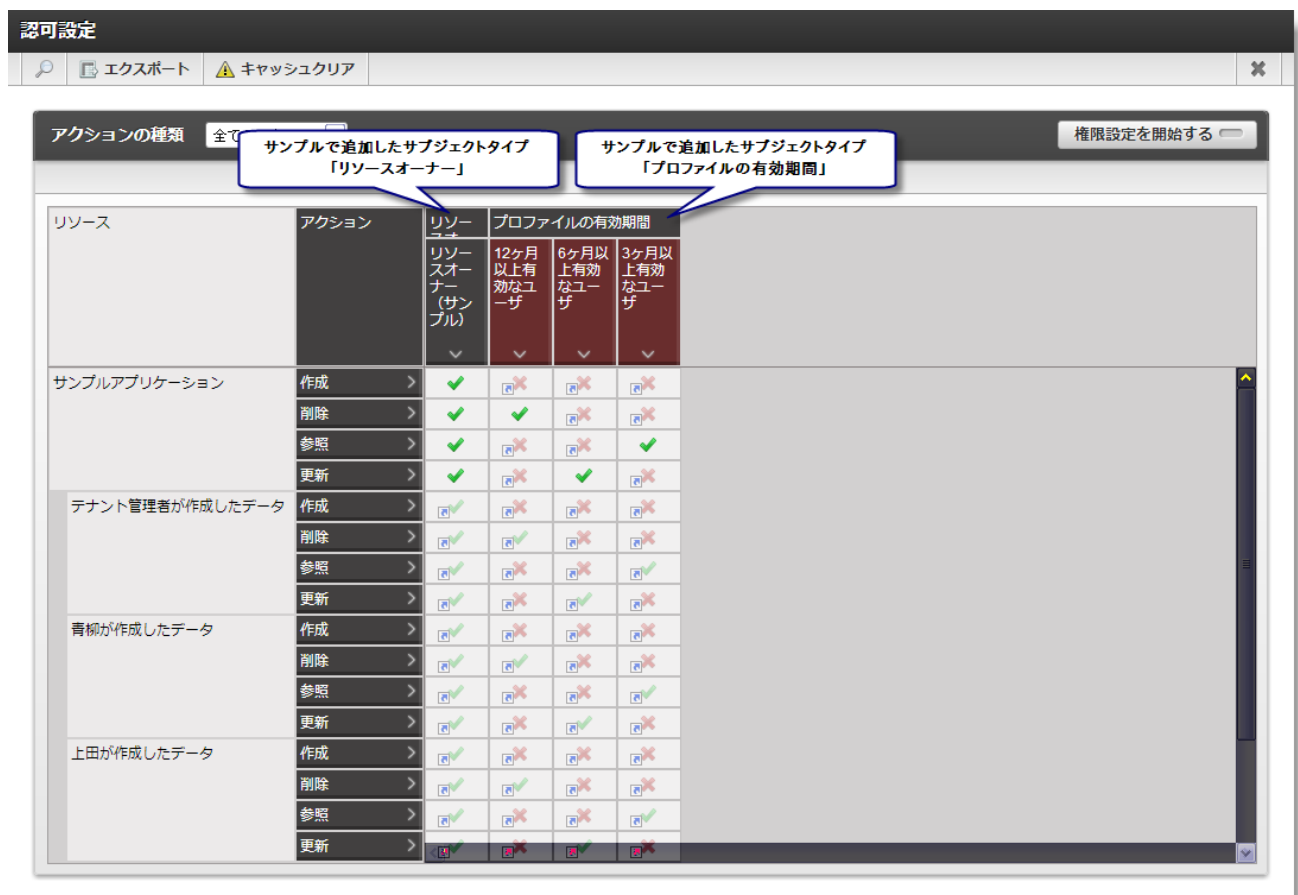 認可設定
エクスポート
キャッシュクリア
アクションの種類
全て
権限設定を開始する
サンプルで追加したサブジェクトタイプ
「リソースオーナー」
サンプルで追加したサブジェクトタイプ
「プロファイルの有効期間」
リソース
アクション
リソー
プロファイルの有効期間
リソー
スオー
ナー
（サン
プル）
12ヶ月
以上有
効なユ
ーザ
6ヶ月以
上有効
なユー
ザ
3ヶ月以
上有効
なユー
ザ
サンプルアプリケーション
作成
削除
参照
更新
テナント管理者が作成したデータ
作成
削除
参照
更新
青柳が作成したデータ
作成
削除
参照
更新
上田が作成したデータ
作成
削除
参照
更新